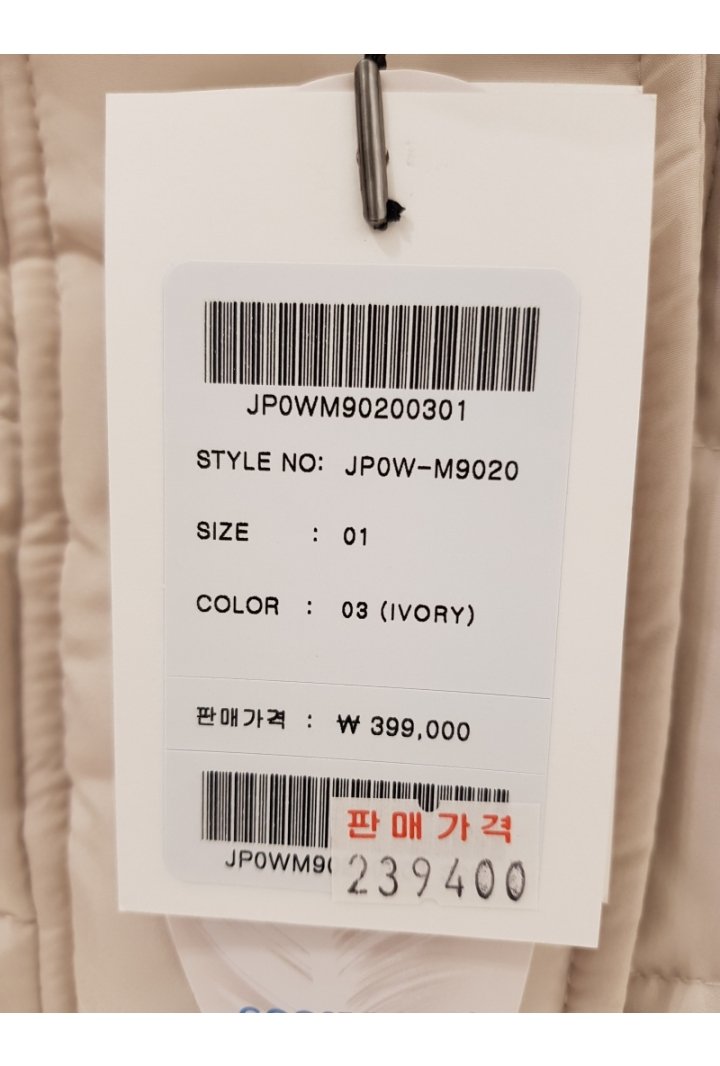 JP0WM90200301
STYLE NO: JP0W-M9020
SIZE : 01
COLOR : 03 (IVORY)
판매가격 : ₩ 399,000
판매가격
JP0WM90
239400